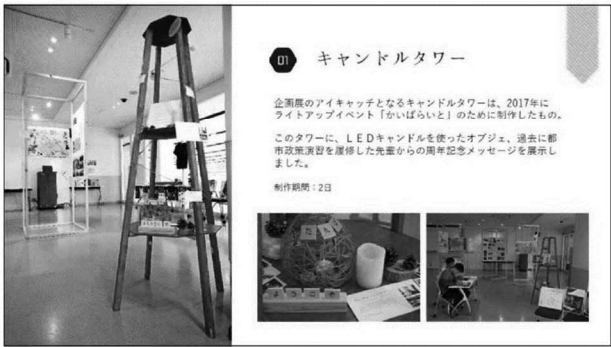 01
キャンドルタワー
企画展のアイキャッチとなるキャンドルタワーは、2017年に
ライトアップイベント「かいばらいと」のために制作したもの。
このタワーに、ＬＥＤキャンドルを使ったオブジェ、過去に都
市政策演習を履修した先輩からの周年記念メッセージを展示し
ました。
制作期間：2日